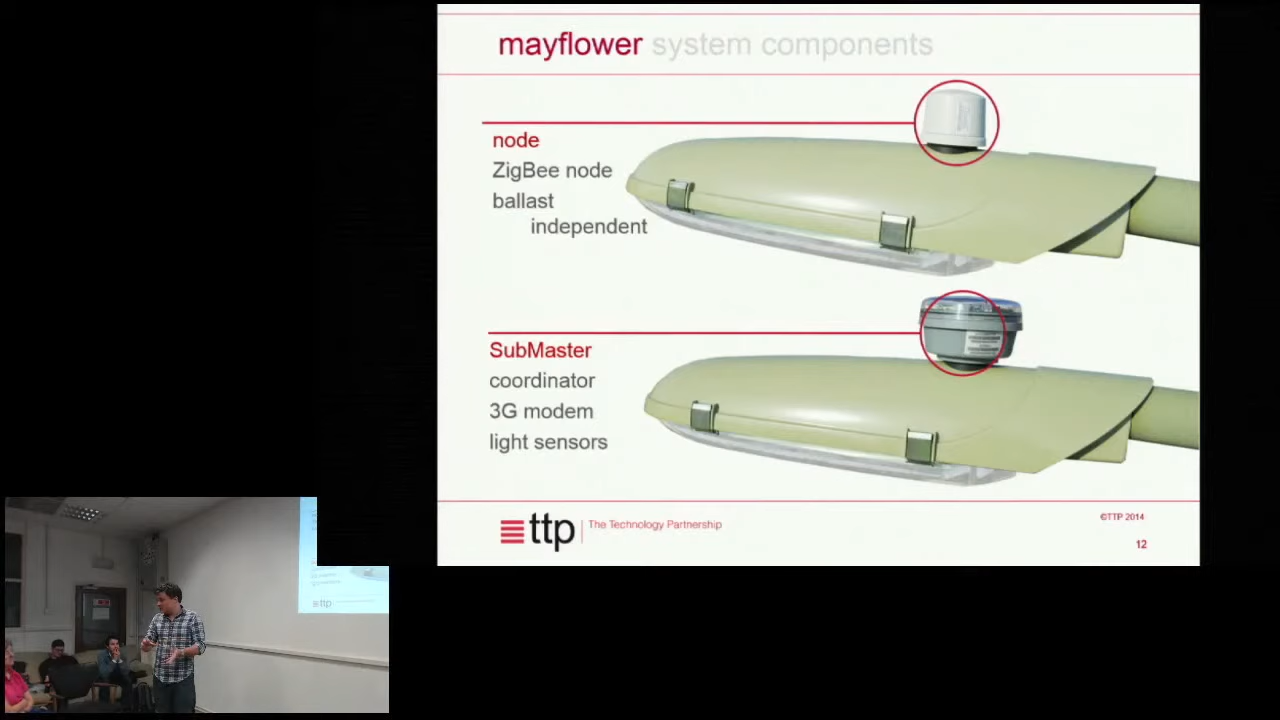 mayflower system components
node
ZigBee node
ballast
independent
SubMaster
coordinator
3G modem
light sensors
ttp The Technology Partnership
©TTP 2014
12
ttp